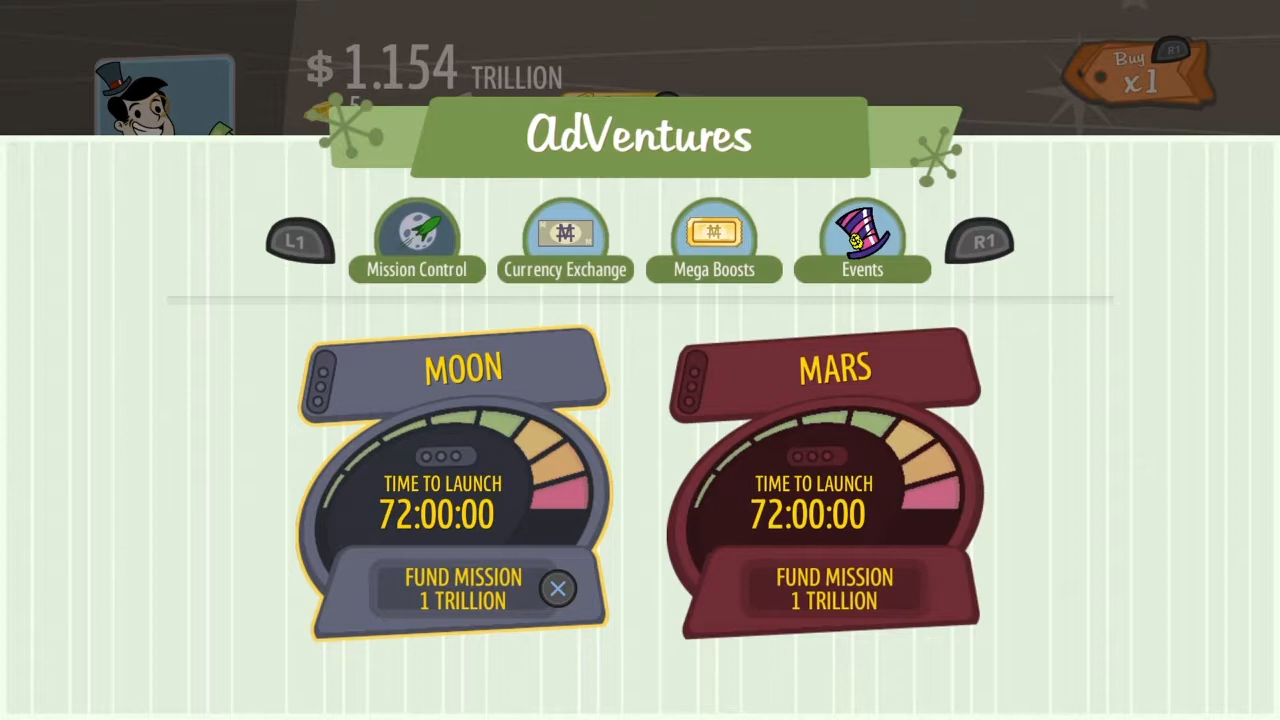 $ 1.154 TRILLION
Buy R1
x1
5
AdVentures
L1
Mission Control
Currency Exchange
Mega Boosts
Events
R1
MOON
TIME TO LAUNCH
72:00:00
FUND MISSION
1 TRILLION
MARS
TIME TO LAUNCH
72:00:00
FUND MISSION
1 TRILLION